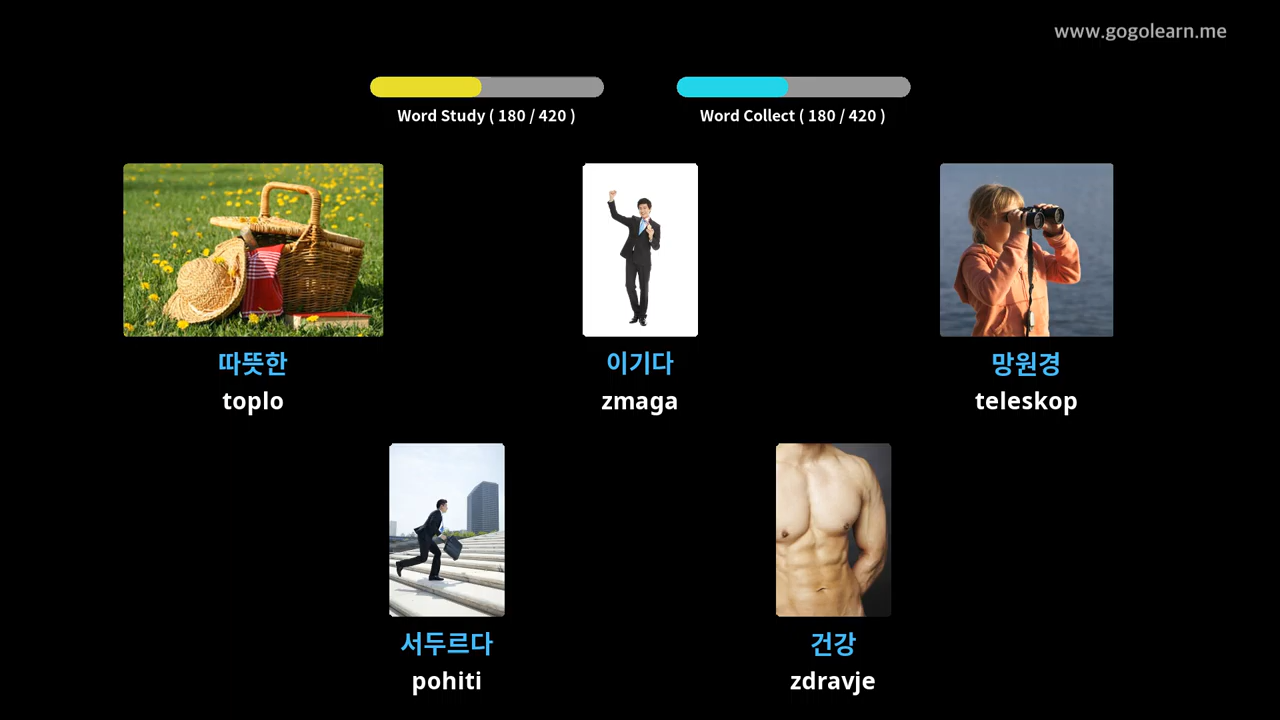 www.gogolearn.me
Word Study ( 180 / 420 )
Word Collect ( 180 / 420 )
따뜻한
toplo
이기다
zmaga
망원경
teleskop
서두르다
pohiti
건강
zdravje